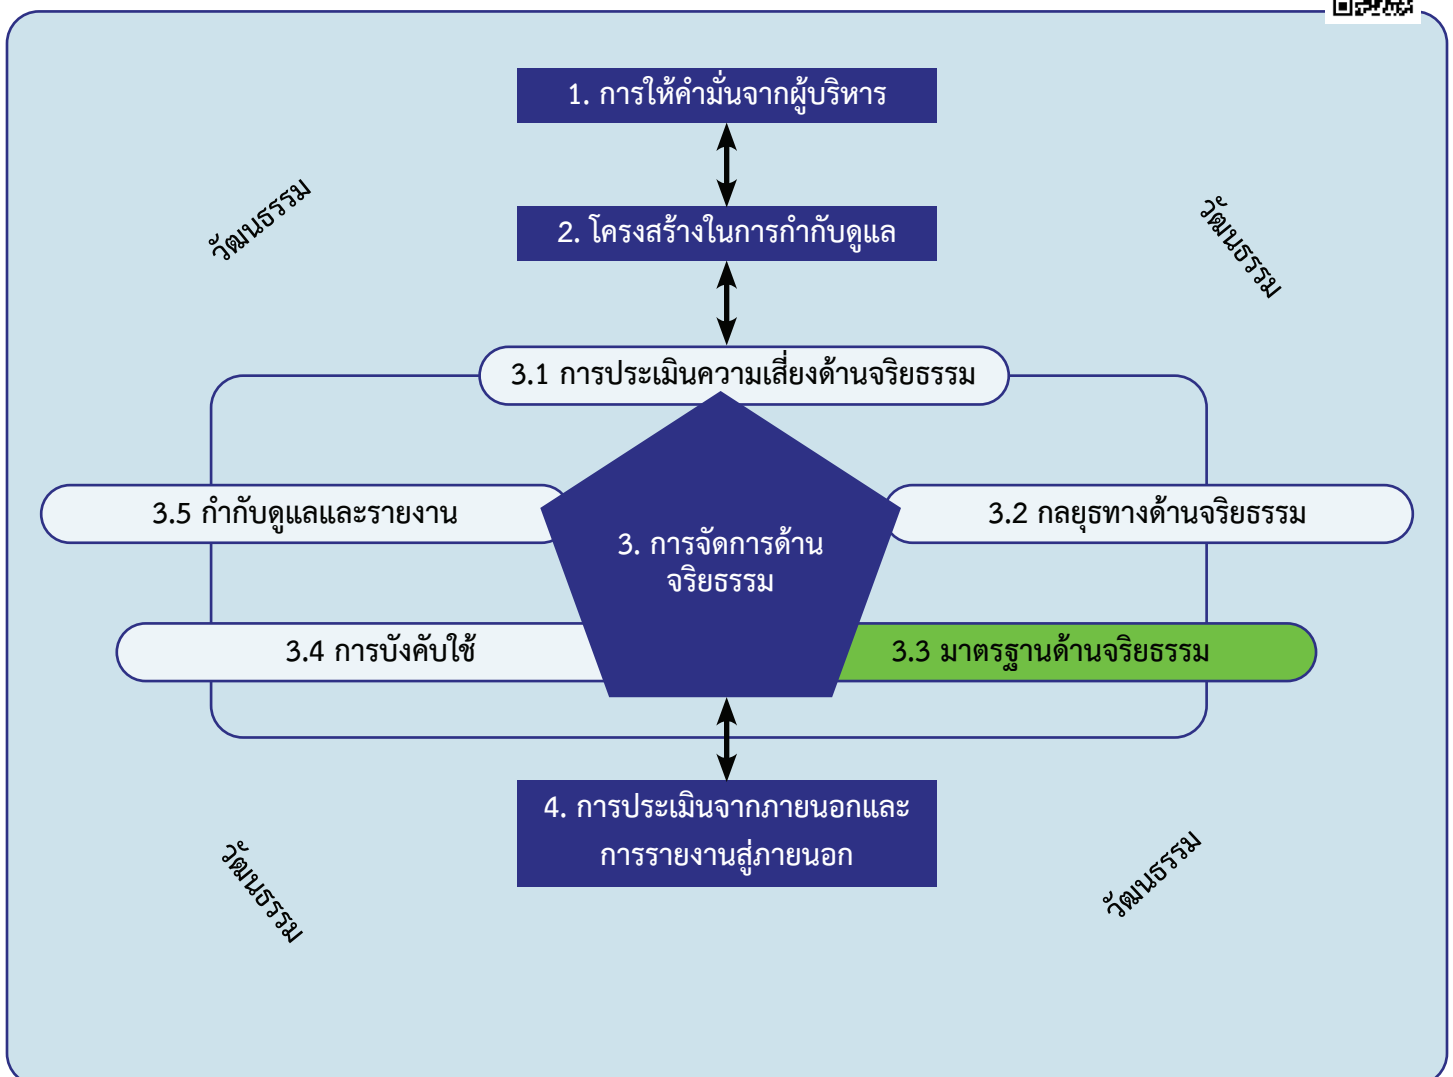 1. การให้คำมั่นจากผู้บริหาร
วัฒนธรรม
วัฒนธรรม
2. โครงสร้างในการกำกับดูแล
3.1 การประเมินความเสี่ยงด้านจริยธรรม
3.5 กำกับดูแลและรายงาน
3.2 กลยุธทางด้านจริยธรรม
3. การจัดการด้าน
จริยธรรม
3.4 การบังคับใช้
3.3 มาตรฐานด้านจริยธรรม
4. การประเมินจากภายนอกและ
การรายงานสู่ภายนอก
วัฒนธรรม
วัฒนธรรม